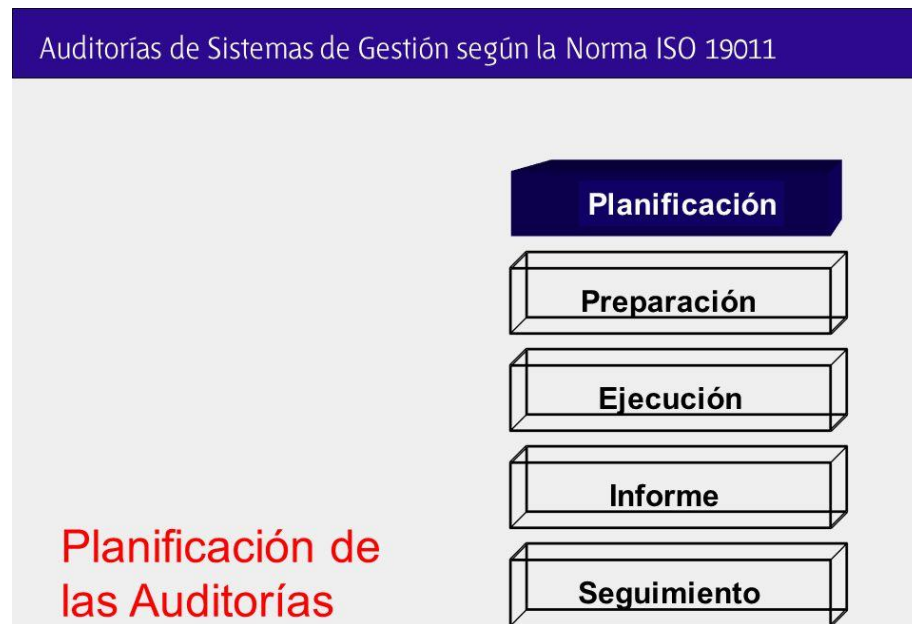 Auditorías de Sistemas de Gestión según la Norma ISO 19011
Planificación
Preparación
Ejecución
Informe
Seguimiento
Planificación de
las Auditorías